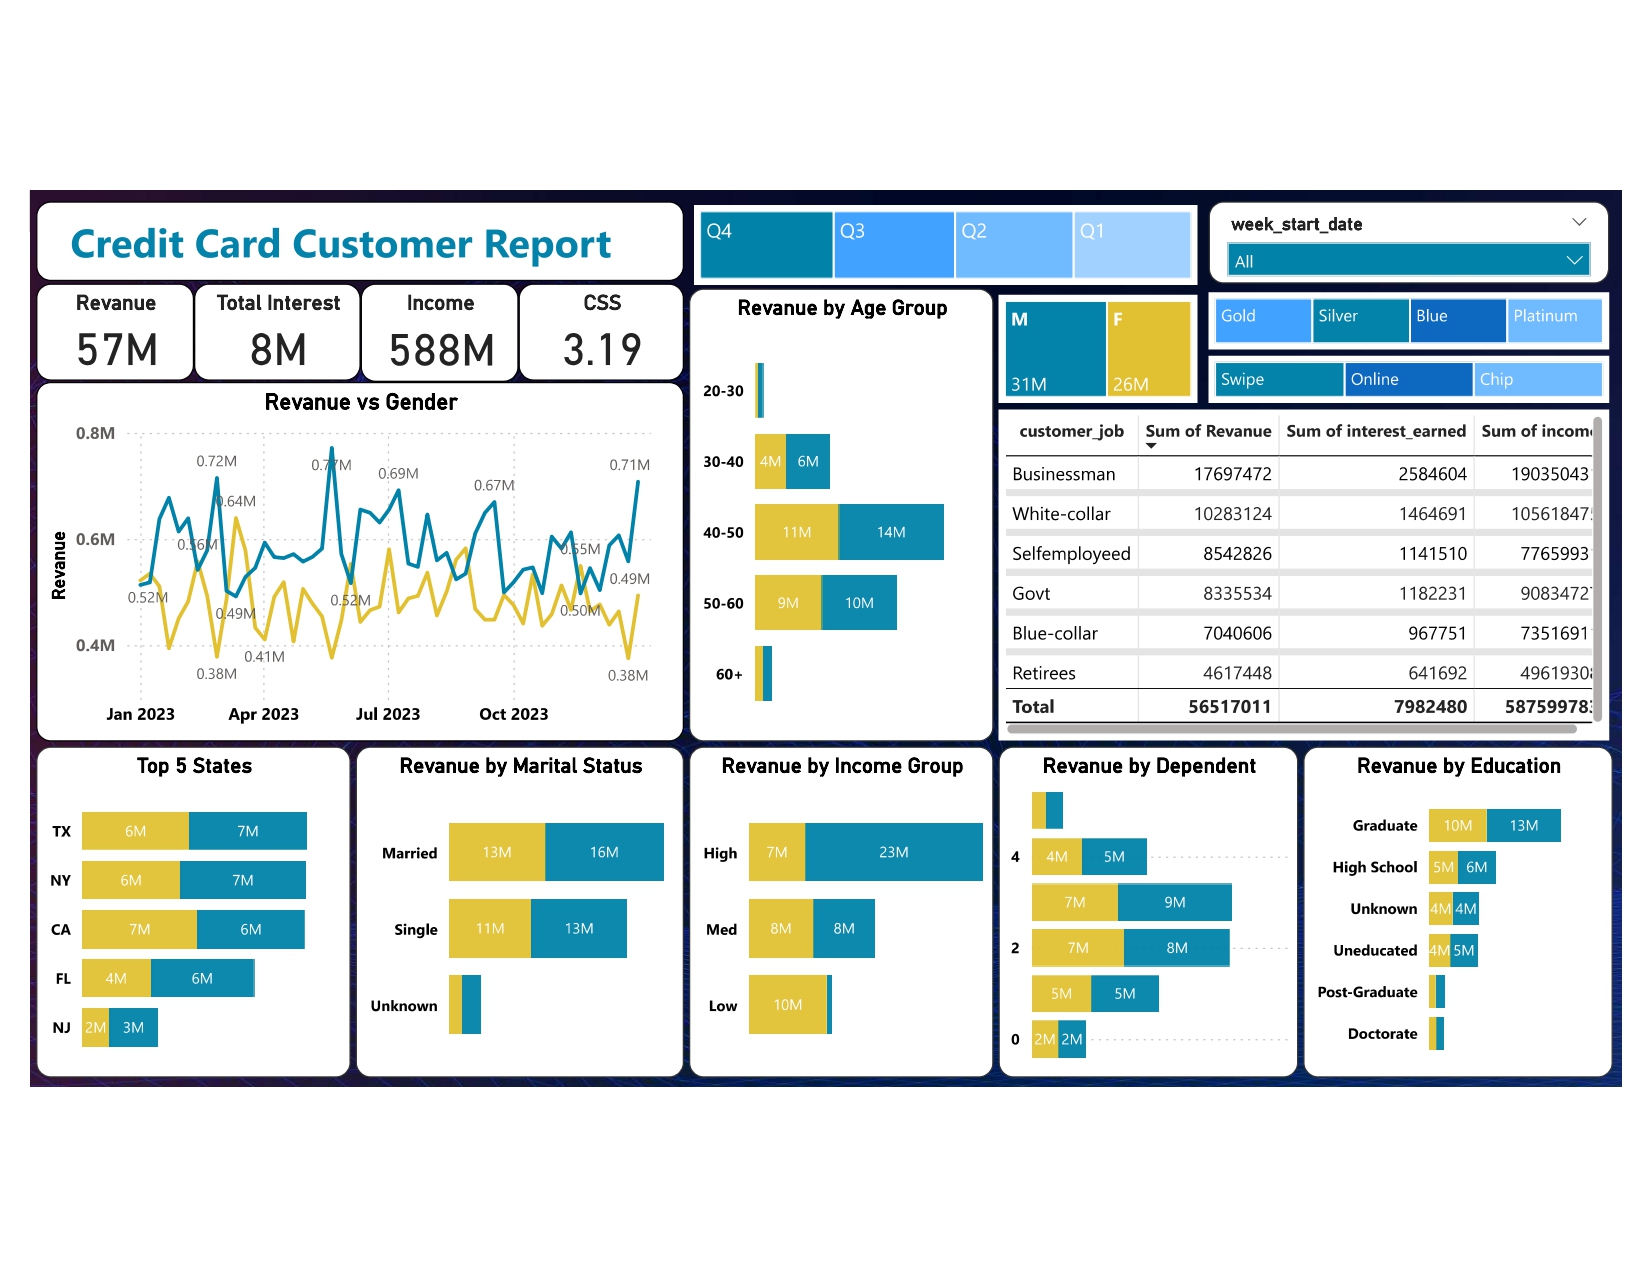 Credit Card Customer Report
Q4
Q3
Q2
Q1
week_start_date
All
Revanue
57M
Total Interest
8M
Income
588M
CSS
3.19
Gold
Silver
Blue
Platinum
Swipe
Online
Chip
M
31M
F
26M
Revanue vs Gender
Revanue
0.8M
0.6M
0.4M
0.72M
0.77M
0.69M
0.67M
0.71M
0.64M
0.56M
0.55M
0.52M
0.49M
0.52M
0.50M
0.49M
0.41M
0.38M
0.38M
Jan 2023
Apr 2023
Jul 2023
Oct 2023
Revanue by Age Group
20-30
30-40 4M 6M
40-50 11M 14M
50-60 9M 10M
60+
customer_job Sum of Revanue Sum of interest_earned Sum of incom
Businessman 17697472 2584604 19035043
White-collar 10283124 1464691 10561847
Selfemployeed 8542826 1141510 7765993
Govt 8335534 1182231 9083472
Blue-collar 7040606 967751 7351691
Retirees 4617448 641692 4961930
Total 56517011 7982480 58759978
Top 5 States
TX 6M 7M
NY 6M 7M
CA 7M 6M
FL 4M 6M
NJ 2M 3M
Revanue by Marital Status
Married 13M 16M
Single 11M 13M
Unknown
Revanue by Income Group
High 7M 23M
Med 8M 8M
Low 10M
Revanue by Dependent
4 4M 5M
7M 9M
2 7M 8M
5M 5M
0 2M 2M
Revanue by Education
Graduate 10M 13M
High School 5M 6M
Unknown 4M 4M
Uneducated 4M 5M
Post-Graduate
Doctorate